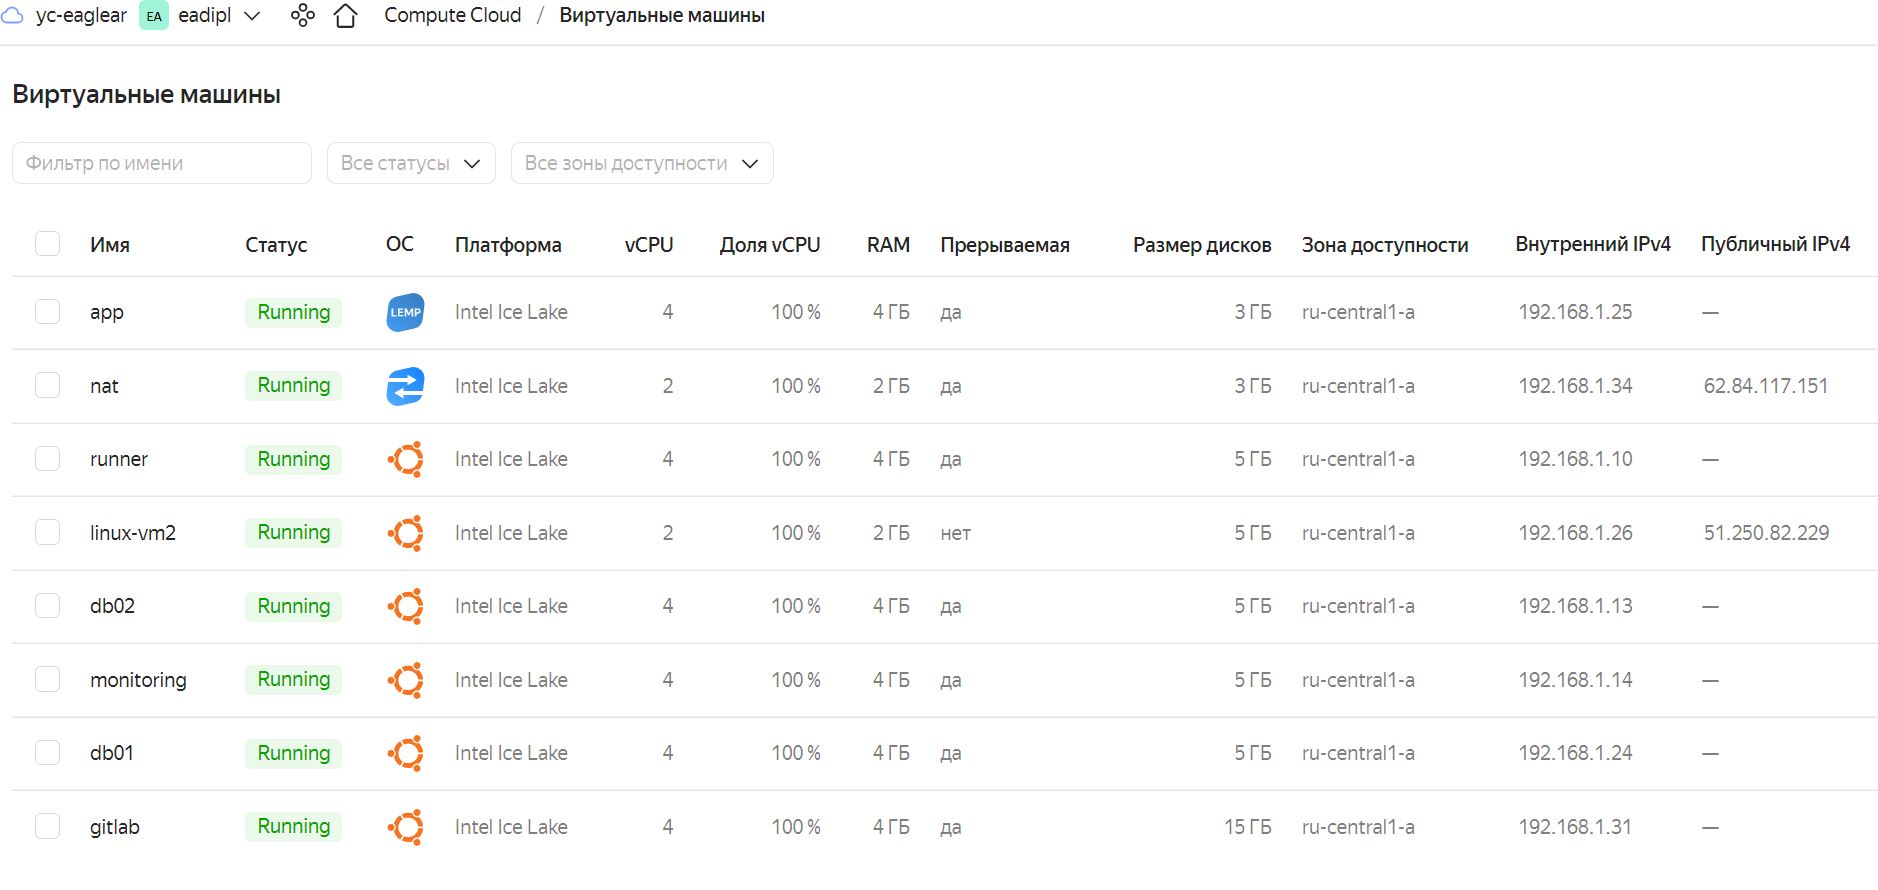 yc-eaglear EA eadipl Compute Cloud / Виртуальные машины
Виртуальные машины
Фильтр по имени Все статусы Все зоны доступности
Имя Статус ОС Платформа vCPU Доля vCPU RAM Прерываемая Размер дисков Зона доступности Внутренний IPv4 Публичный IPv4
app Running LEMP Intel Ice Lake 4 100 % 4 ГБ да 3 ГБ ru-central1-a 192.168.1.25 —
nat Running Intel Ice Lake 2 100 % 2 ГБ да 3 ГБ ru-central1-a 192.168.1.34 62.84.117.151
runner Running Intel Ice Lake 4 100 % 4 ГБ да 5 ГБ ru-central1-a 192.168.1.10 —
linux-vm2 Running Intel Ice Lake 2 100 % 2 ГБ нет 5 ГБ ru-central1-a 192.168.1.26 51.250.82.229
db02 Running Intel Ice Lake 4 100 % 4 ГБ да 5 ГБ ru-central1-a 192.168.1.13 —
monitoring Running Intel Ice Lake 4 100 % 4 ГБ да 5 ГБ ru-central1-a 192.168.1.14 —
db01 Running Intel Ice Lake 4 100 % 4 ГБ да 5 ГБ ru-central1-a 192.168.1.24 —
gitlab Running Intel Ice Lake 4 100 % 4 ГБ да 15 ГБ ru-central1-a 192.168.1.31 —